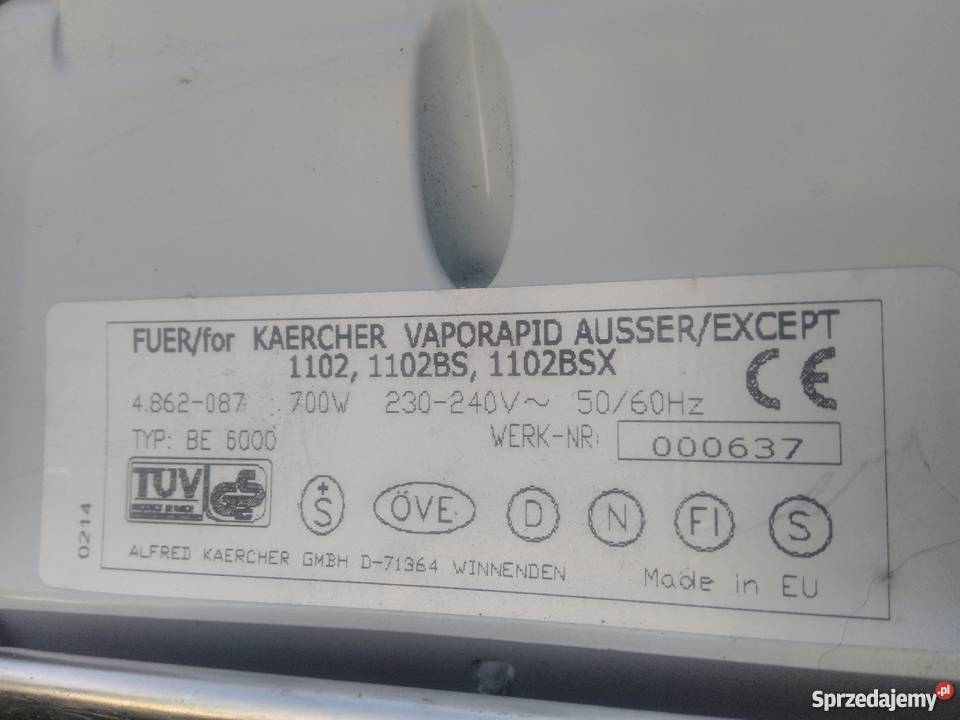 FUER/for KAERCHER VAPORAPID AUSSER/EXCEPT
1102, 1102BS, 1102BSX
CE
4.862-087 700W 230-240V~ 50/60Hz
TYP: BE 6000
WERK-NR: 000637
TÜV GS
+S ÖVE D N FI S
0214
ALFRED KAERCHER GMBH D-71364 WINNENDEN
Made in EU
Sprzedajemy.pl